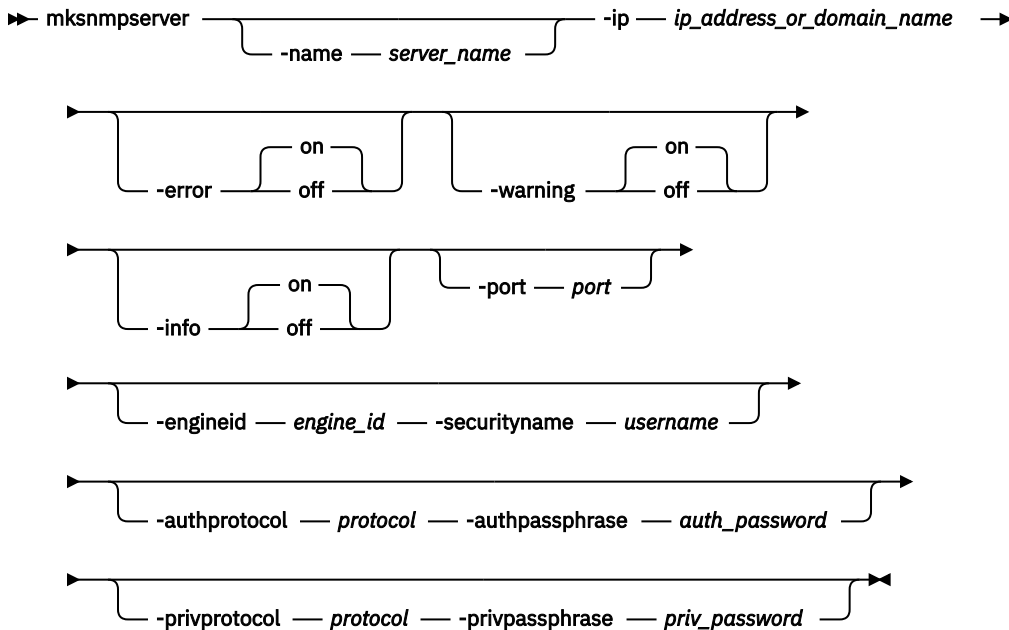 mksnmpserver -ip ip_address_or_domain_name
-name server_name
on on
-error off -warning off
on -port port
-info off
-engineid engine_id -securityname username
-authprotocol protocol -authpassphrase auth_password
-privprotocol protocol -privpassphrase priv_password